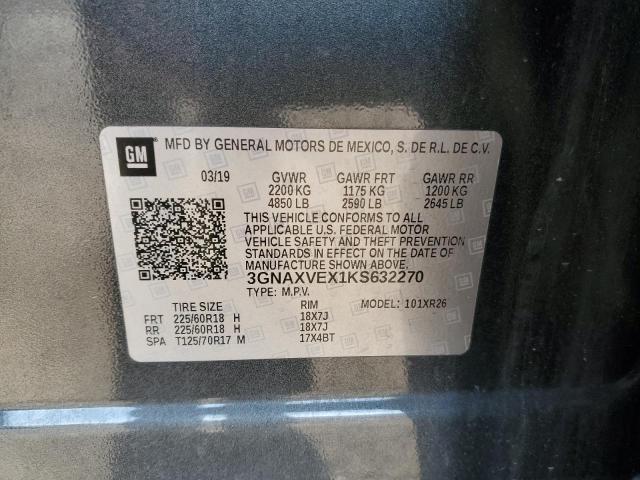 GM
MFD BY GENERAL MOTORS DE MEXICO, S. DE R.L. DE C.V.
03/19 GVWR GAWR FRT GAWR RR
2200 KG 1175 KG 1200 KG
4850 LB 2590 LB 2645 LB
THIS VEHICLE CONFORMS TO ALL
APPLICABLE U.S. FEDERAL MOTOR
VEHICLE SAFETY AND THEFT PREVENTION
STANDARDS IN EFFECT ON THE DATE OF
MANUFACTURE SHOWN ABOVE.
3GNAXVEX1KS632270
TYPE: M.P.V. MODEL: 101XR26
TIRE SIZE RIM
FRT 225/60R18 H 18X7J
RR 225/60R18 H 18X7J
SPA T125/70R17 M 17X4BT